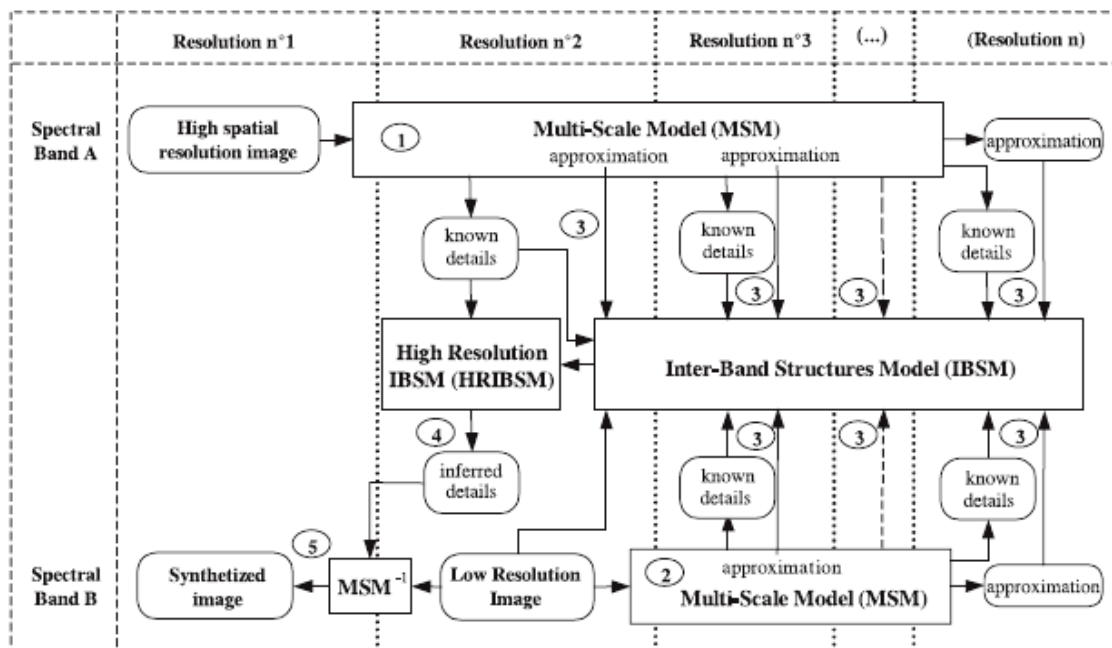 Resolution n°1
Resolution n°2
Resolution n°3
(...)
(Resolution n)
Spectral
Band A
High spatial
resolution image
1
Multi-Scale Model (MSM)
approximation
approximation
approximation
known
details
3
known
details
3
3
known
details
3
High Resolution
IBSM (HRIBSM)
Inter-Band Structures Model (IBSM)
4
inferred
details
3
known
details
3
3
known
details
5
Spectral
Band B
Synthetized
image
MSM -1
Low Resolution
Image
2
approximation
Multi-Scale Model (MSM)
approximation